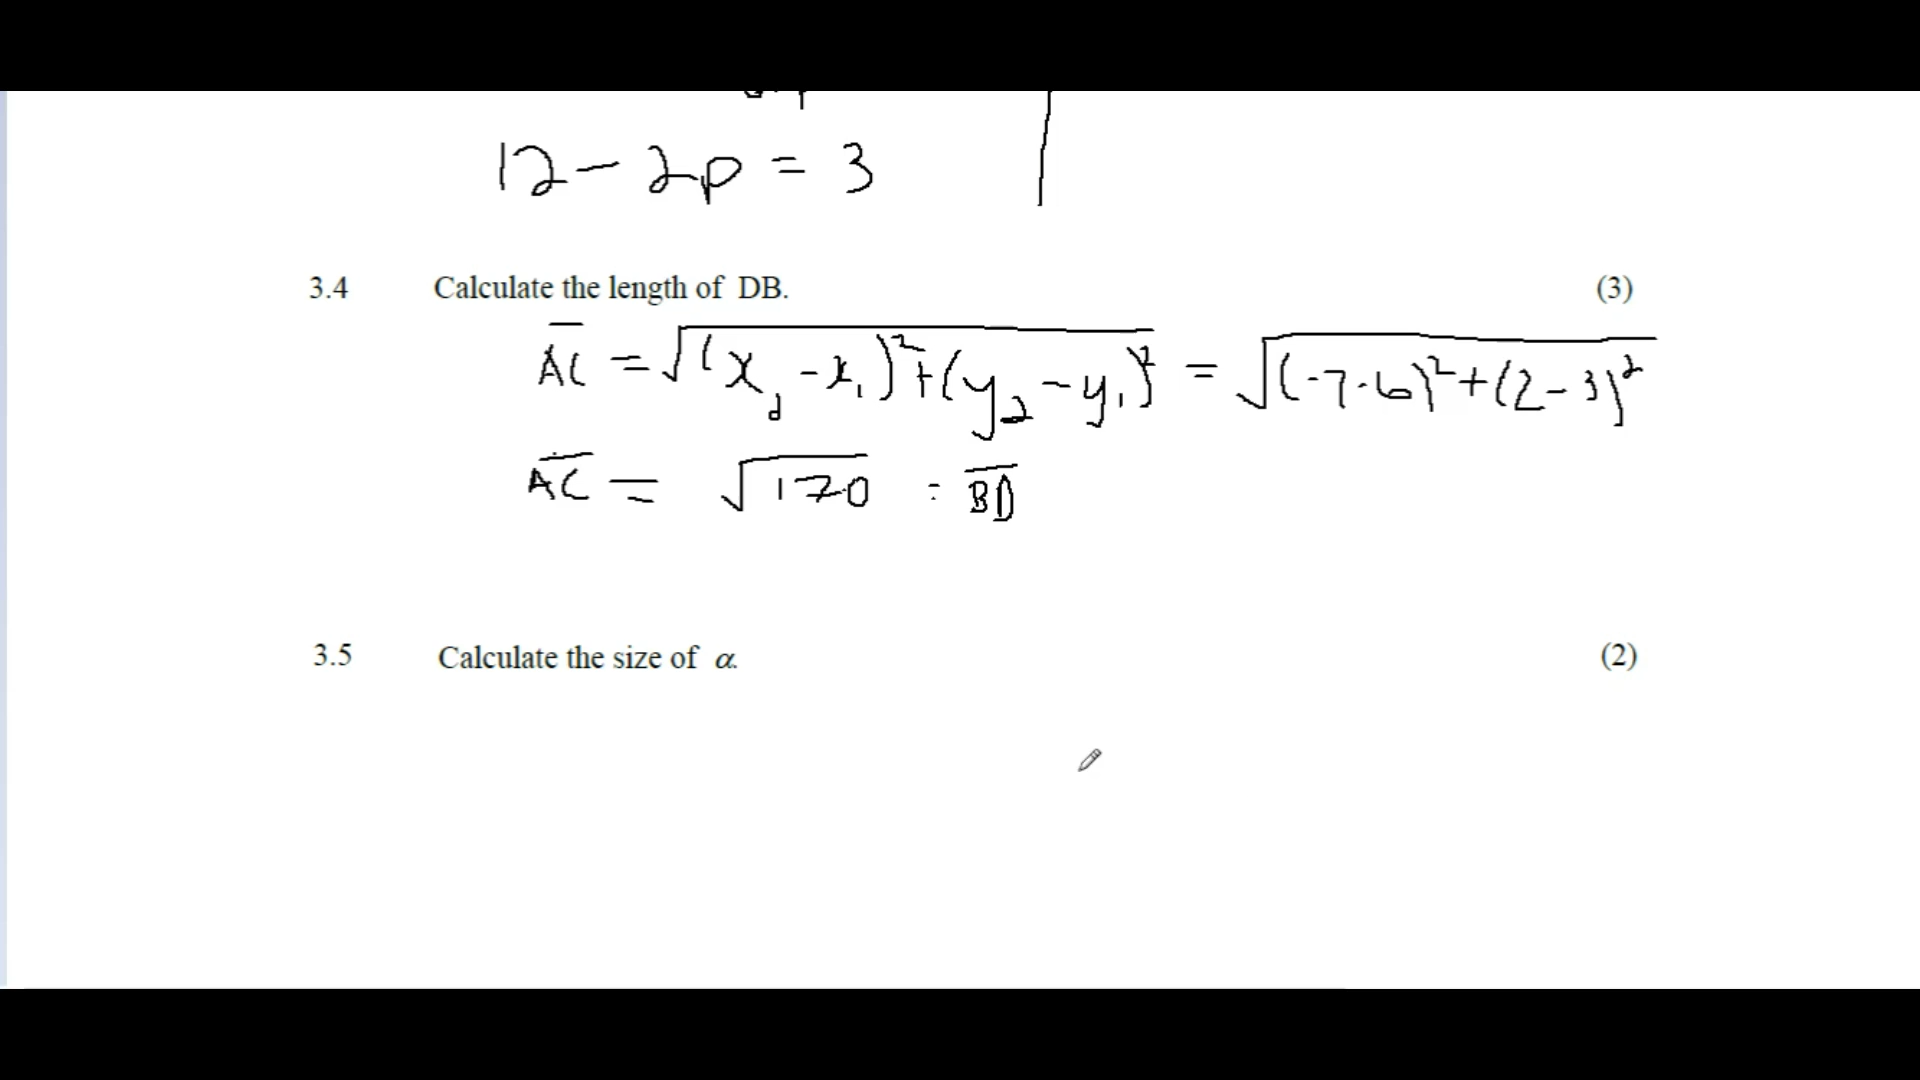 12 - 2p = 3
3.4 Calculate the length of DB. (3)
AC = √(x₂ - x₁)² + (y₂ - y₁)² = √(-7-6)² + (2-3)²
AC = √170 = BD
3.5 Calculate the size of α. (2)